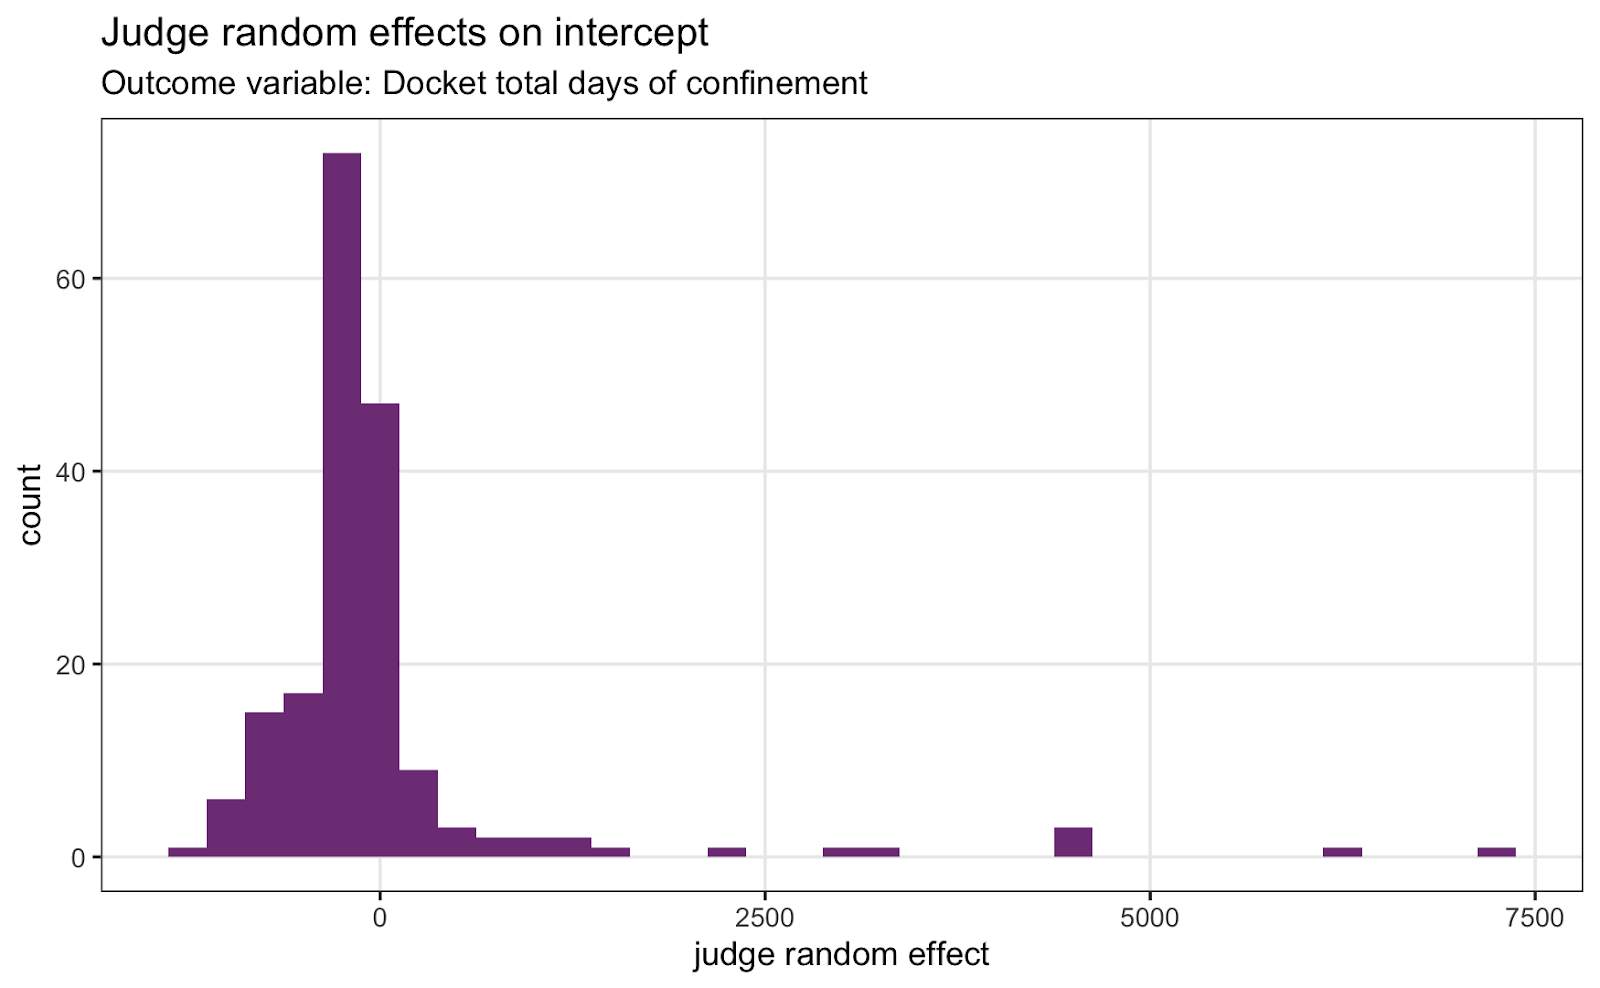 Judge random effects on intercept
Outcome variable: Docket total days of confinement
60
40
20
0
count
0 2500 5000 7500
judge random effect